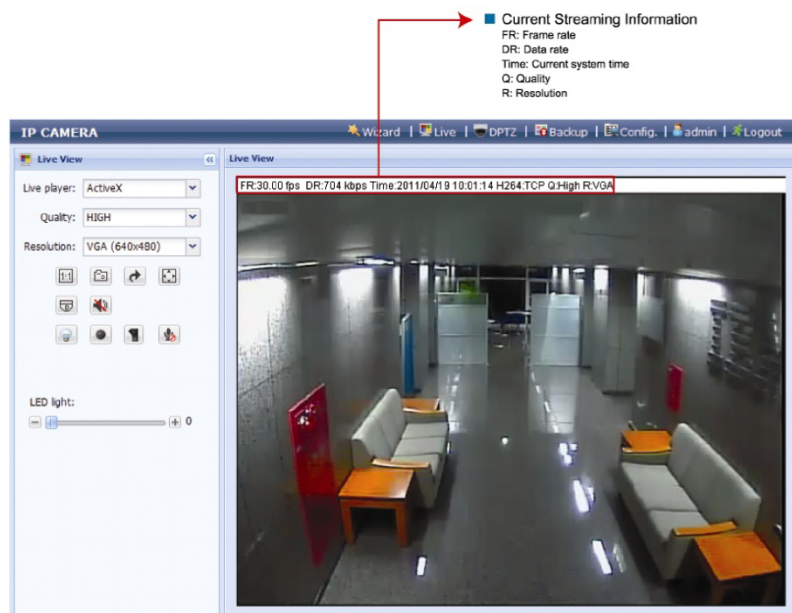 Current Streaming Information
FR: Frame rate
DR: Data rate
Time: Current system time
Q: Quality
R: Resolution
IP CAMERA
Wizard | Live | DPTZ | Backup | Config. | admin | Logout
Live View
Live View
FR:30.00 fps DR:704 kbps Time:2011/04/19 10:01:14 H264:TCP Q:High R:VGA
Live player: ActiveX
Quality: HIGH
Resolution: VGA (640x480)
1:1
LED light:
0